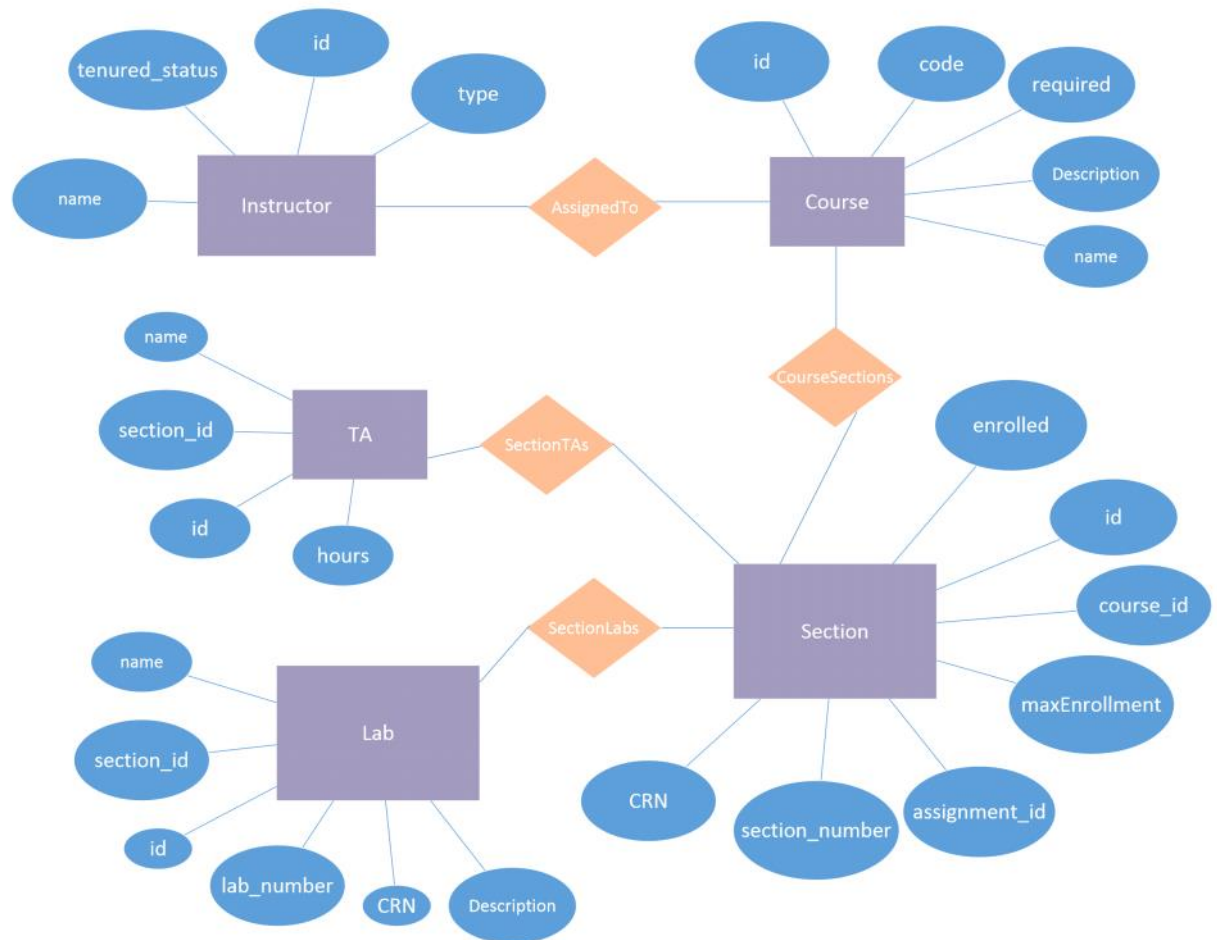 id
tenured_status
type
name
Instructor
AssignedTo
id
code
required
Description
name
Course
CourseSections
name
section_id
TA
id
hours
SectionTAs
enrolled
id
course_id
maxEnrollment
Section
SectionLabs
CRN
section_number
assignment_id
name
section_id
Lab
id
lab_number
CRN
Description